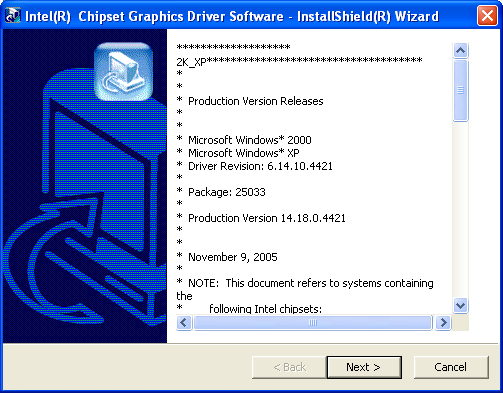 Intel(R)  Chipset Graphics Driver Software - InstallShield(R) Wizard
*******************
2K_XP************************************
*
*
*  Production Version Releases
*
*
*  Microsoft Windows* 2000
*  Microsoft Windows* XP
*  Driver Revision: 6.14.10.4421
*
*  Package: 25033
*
*  Production Version 14.18.0.4421
*
*
*  November 9, 2005
*
*  NOTE:  This document refers to systems containing
the
*       following Intel chipsets:
< Back
Next >
Cancel